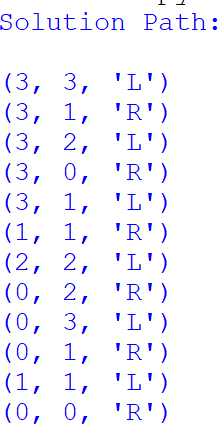 Solution Path:
(3, 3, 'L')
(3, 1, 'R')
(3, 2, 'L')
(3, 0, 'R')
(3, 1, 'L')
(1, 1, 'R')
(2, 2, 'L')
(0, 2, 'R')
(0, 3, 'L')
(0, 1, 'R')
(1, 1, 'L')
(0, 0, 'R')